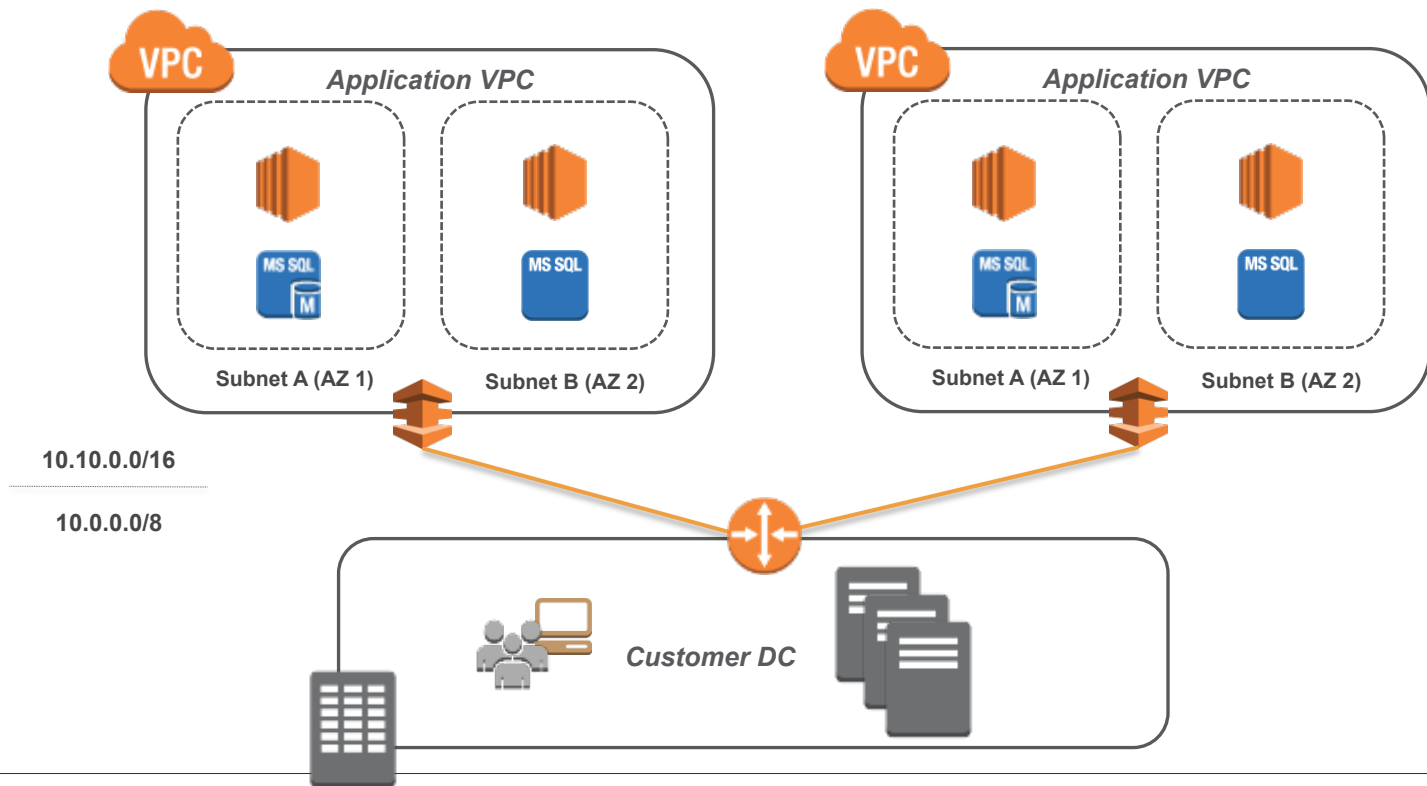 VPC
Application VPC
MS SQL
M
MS SQL
Subnet A (AZ 1)
Subnet B (AZ 2)
VPC
Application VPC
MS SQL
M
MS SQL
Subnet A (AZ 1)
Subnet B (AZ 2)
10.10.0.0/16
10.0.0.0/8
Customer DC